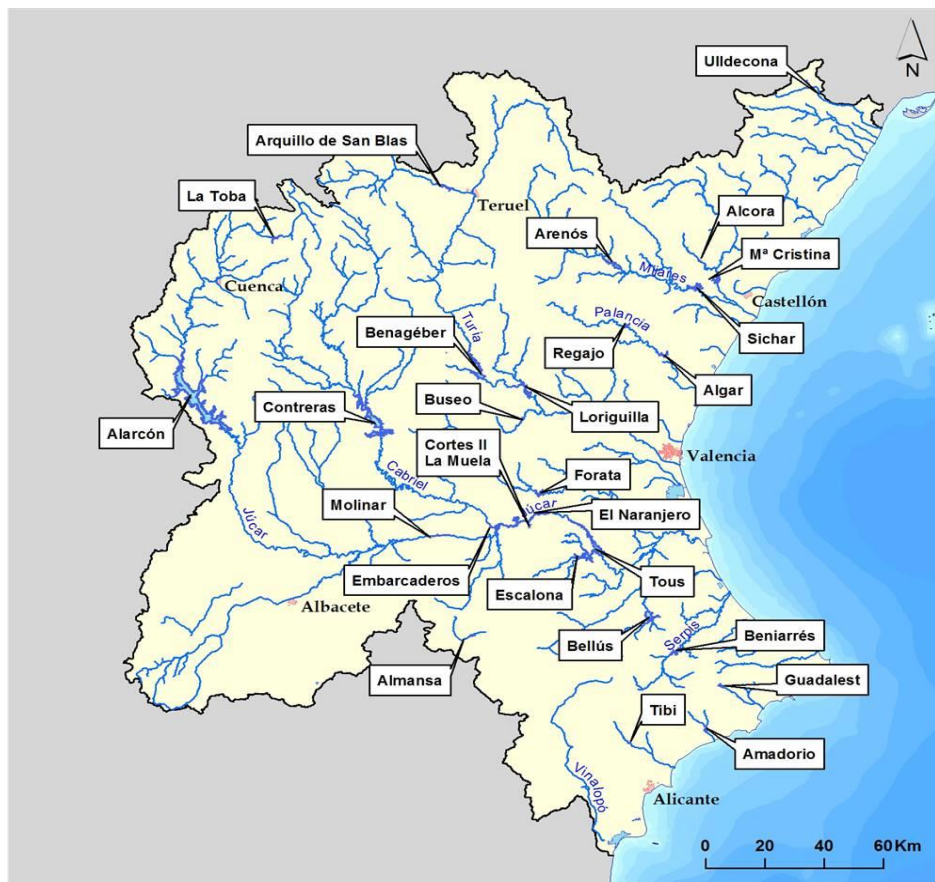 Ulldecona
N
Arquillo de San Blas
La Toba
Teruel
Alcora
Arenós
Mª Cristina
Mijares
Cuenca
Castellón
Palancia
Turia
Benagéber
Sichar
Regajo
Algar
Buseo
Loriguilla
Contreras
Alarcón
Cortes II
La Muela
Valencia
Forata
Cabriel
Molinar
Júcar
El Naranjero
Júcar
Embarcaderos
Escalona
Tous
Albacete
Bellús
Serpis
Beniarrés
Almansa
Guadalest
Tibi
Amadorio
Vinalopó
Alicante
0 20 40 60 Km